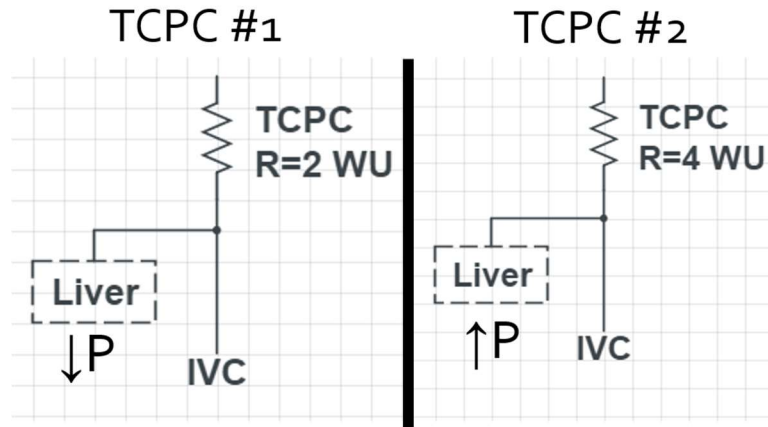 TCPC #1
TCPC
R=2 WU
Liver
↓P
IVC
TCPC #2
TCPC
R=4 WU
Liver
↑P
IVC